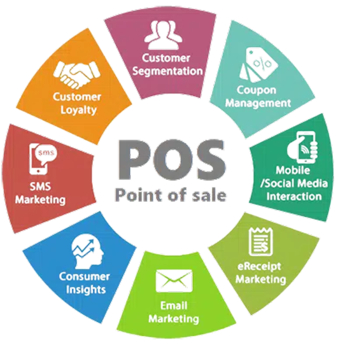 Customer
Segmentation
Coupon
Management
Mobile
/Social Media
Interaction
eReceipt
Marketing
Email
Marketing
Consumer
Insights
sms
SMS
Marketing
Customer
Loyalty
POS
Point of sale